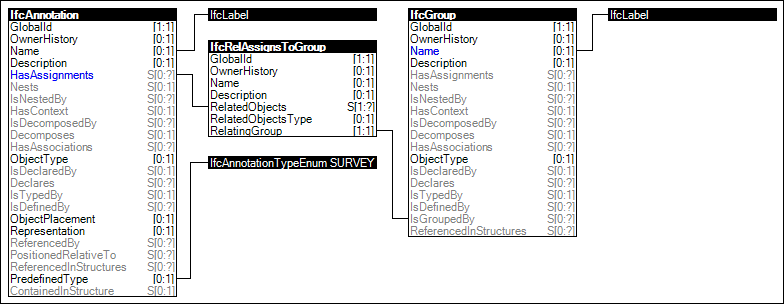 IfcAnnotation
GlobalId [1:1]
OwnerHistory [0:1]
Name [0:1]
Description [0:1]
HasAssignments S[0:?]
Nests S[0:1]
IsNestedBy S[0:?]
HasContext S[0:1]
IsDecomposedBy S[0:?]
Decomposes S[0:1]
HasAssociations S[0:?]
ObjectType [0:1]
IsDeclaredBy S[0:1]
Declares S[0:?]
IsTypedBy S[0:1]
IsDefinedBy S[0:?]
ObjectPlacement [0:1]
Representation [0:1]
ReferencedBy S[0:?]
PositionedRelativeTo S[0:?]
ReferencedInStructures S[0:?]
PredefinedType [0:1]
ContainedInStructure S[0:1]
IfcLabel
IfcRelAssignsToGroup
GlobalId [1:1]
OwnerHistory [0:1]
Name [0:1]
Description [0:1]
RelatedObjects S[1:?]
RelatedObjectsType [0:1]
RelatingGroup [1:1]
IfcAnnotationTypeEnum SURVEY
IfcGroup
GlobalId [1:1]
OwnerHistory [0:1]
Name [0:1]
Description [0:1]
HasAssignments S[0:?]
Nests S[0:1]
IsNestedBy S[0:?]
HasContext S[0:1]
IsDecomposedBy S[0:?]
Decomposes S[0:1]
HasAssociations S[0:?]
ObjectType [0:1]
IsDeclaredBy S[0:1]
Declares S[0:?]
IsTypedBy S[0:1]
IsDefinedBy S[0:?]
IsGroupedBy S[0:?]
ReferencedInStructures S[0:?]
IfcLabel